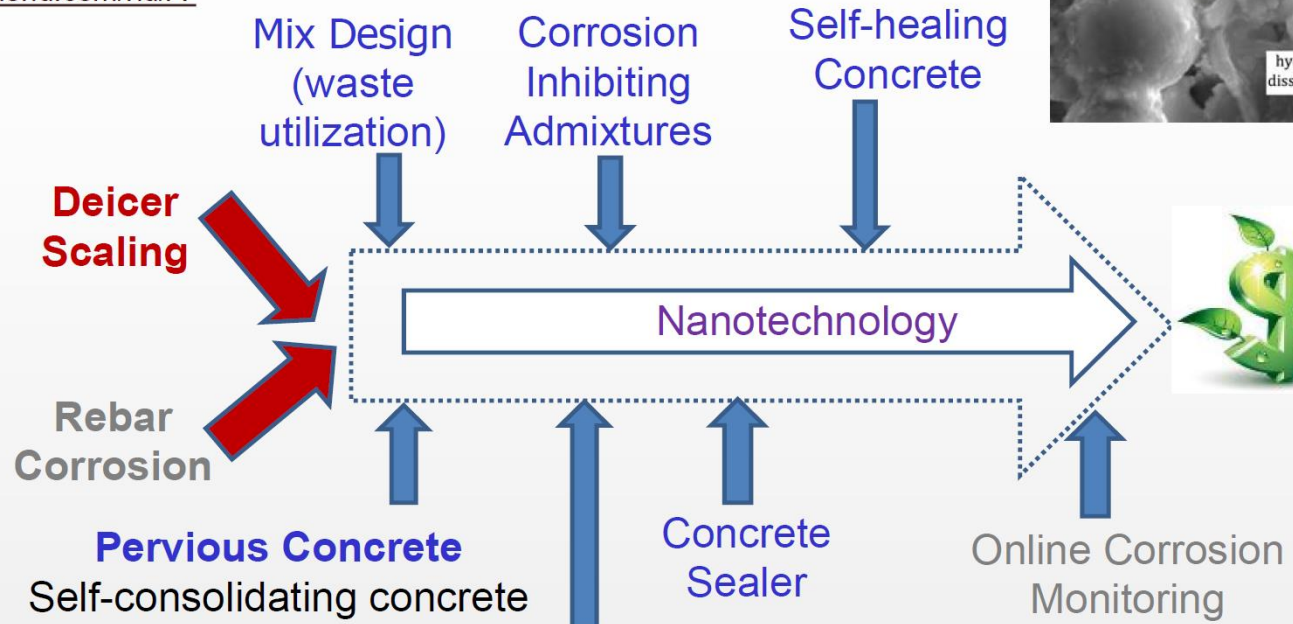 Mix Design
(waste
utilization)
Corrosion
Inhibiting
Admixtures
Self-healing
Concrete
Deicer
Scaling
Nanotechnology
Rebar
Corrosion
Pervious Concrete
Self-consolidating concrete
Concrete
Sealer
Online Corrosion
Monitoring